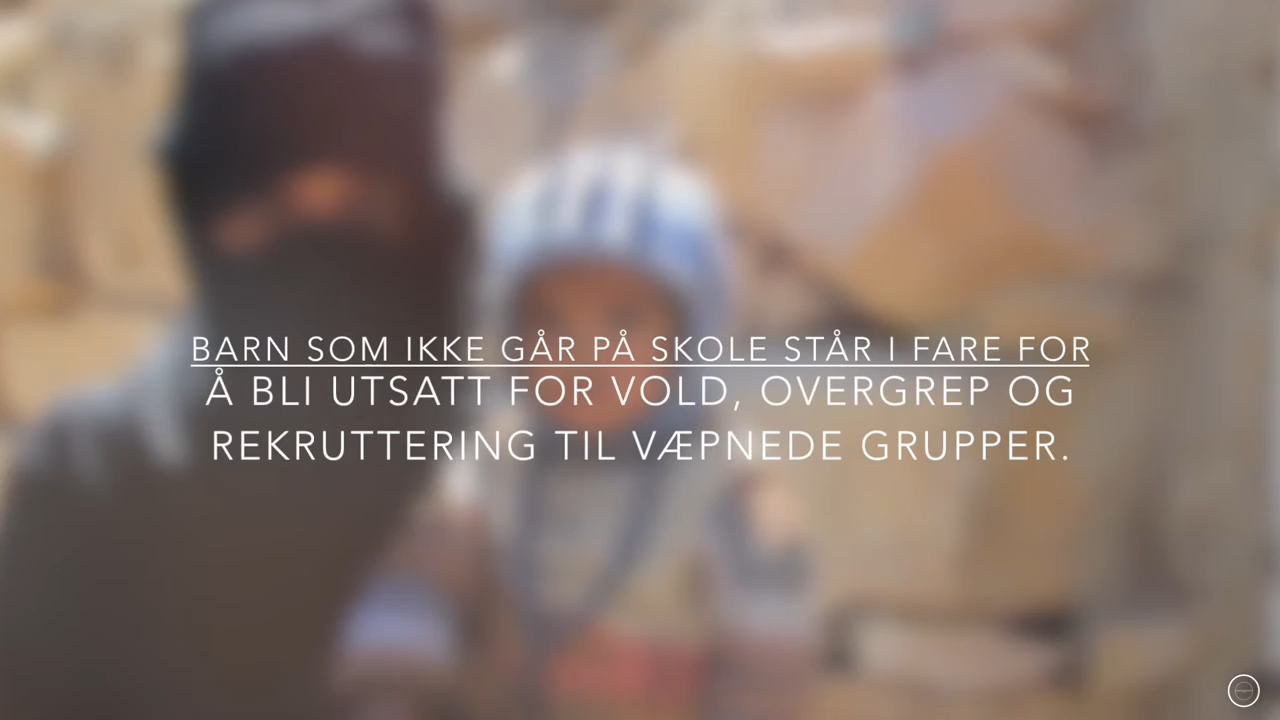 BARN SOM IKKE GÅR PÅ SKOLE STÅR I FARE FOR
Å BLI UTSATT FOR VOLD, OVERGREP OG
REKRUTTERING TIL VÆPNEDE GRUPPER.